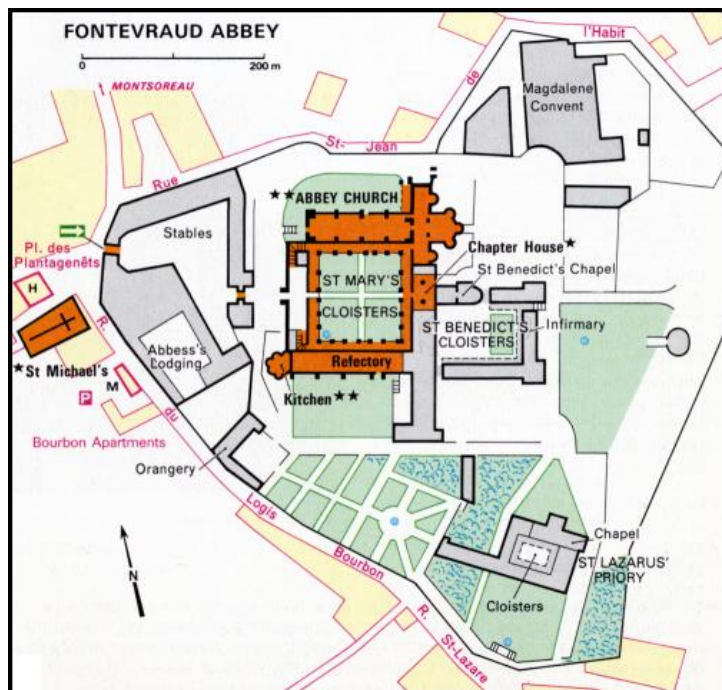 FONTEVRAUD ABBEY
0 200 m
MONTSOREAU
l'Habit
de
St- Jean
Rue
Magdalene
Convent
★★ABBEY CHURCH
Stables
Pl. des
Plantagenêts
H
R.
Chapter House★
St Benedict's Chapel
ST MARY'S
CLOISTERS
ST BENEDICT'S
CLOISTERS
Infirmary
Abbess's
Lodging
★St Michael's
M
P
Refectory
Kitchen★★
du
Bourbon Apartments
Orangery
Logis
Bourbon
Chapel
ST LAZARUS'
PRIORY
Cloisters
N
R.
St-Lazare